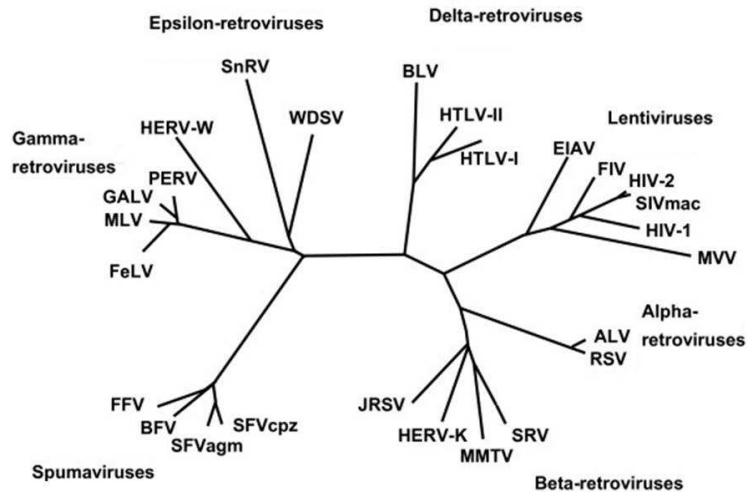 Epsilon-retroviruses
Delta-retroviruses
SnRV
BLV
HERV-W
WDSV
HTLV-II
HTLV-I
Lentiviruses
Gamma-
retroviruses
PERV
GALV
MLV
FeLV
EIAV
FIV
HIV-2
SIVmac
HIV-1
MVV
Alpha-
retroviruses
ALV
RSV
FFV
BFV
SFVagm
SFVcpz
Spumaviruses
JRSV
HERV-K
MMTV
SRV
Beta-retroviruses